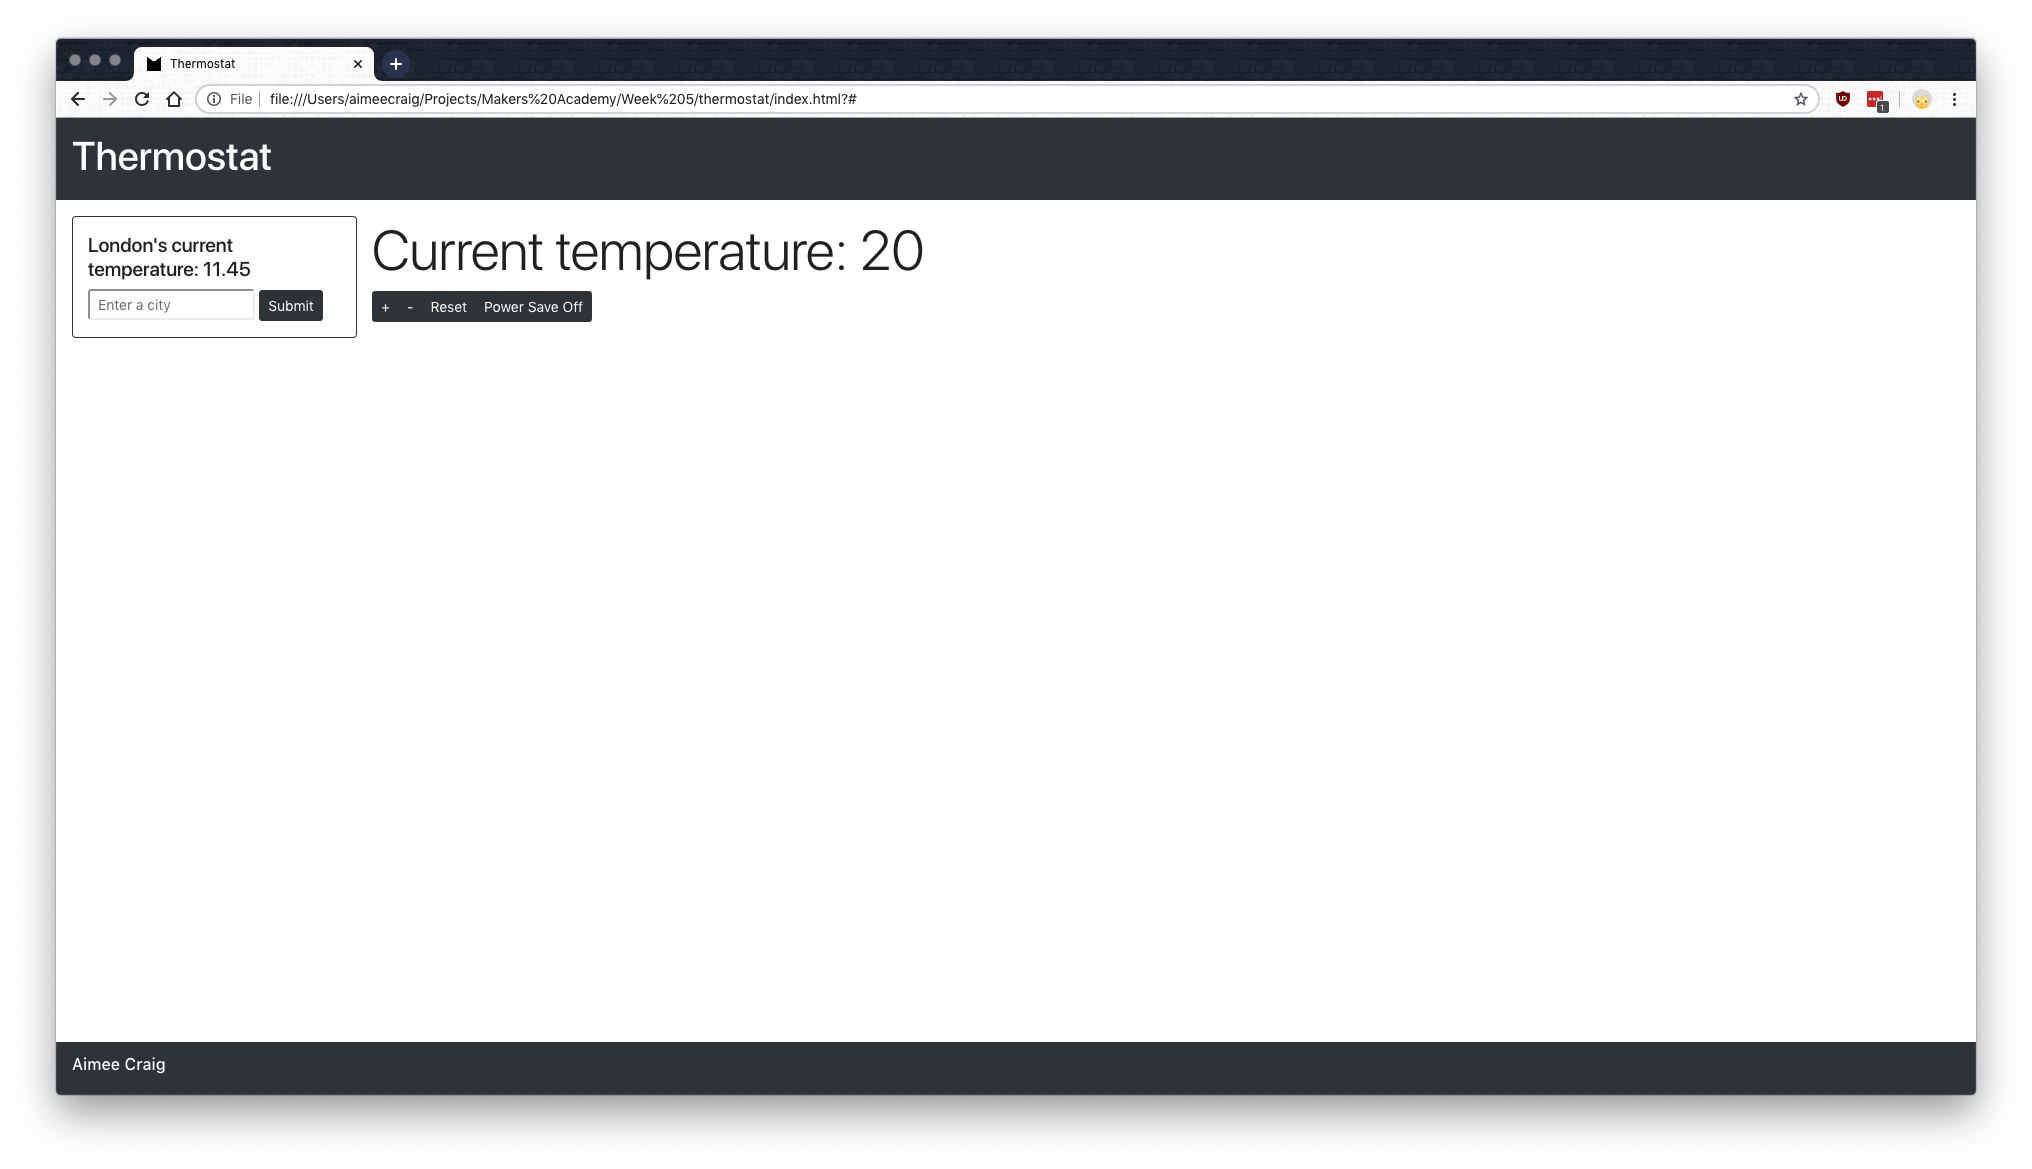 Thermostat
File file:///Users/aimeecraig/Projects/Makers%20Academy/Week%205/thermostat/index.html?#
1
Thermostat
London's current
temperature: 11.45
Enter a city Submit
Current temperature: 20
+ - Reset Power Save Off
Aimee Craig